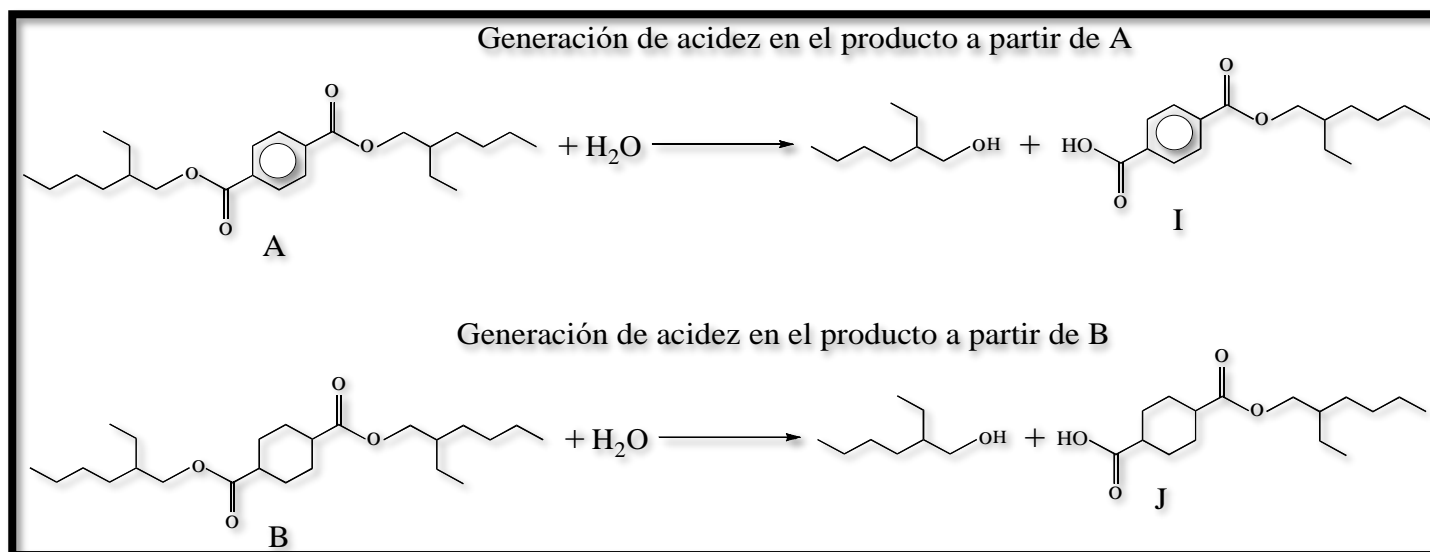 Generación de acidez en el producto a partir de A
O
O
O
O
A
+ H₂O
OH
+
HO
O
O
O
I
Generación de acidez en el producto a partir de B
O
O
O
O
B
+ H₂O
OH
+
HO
O
O
O
J